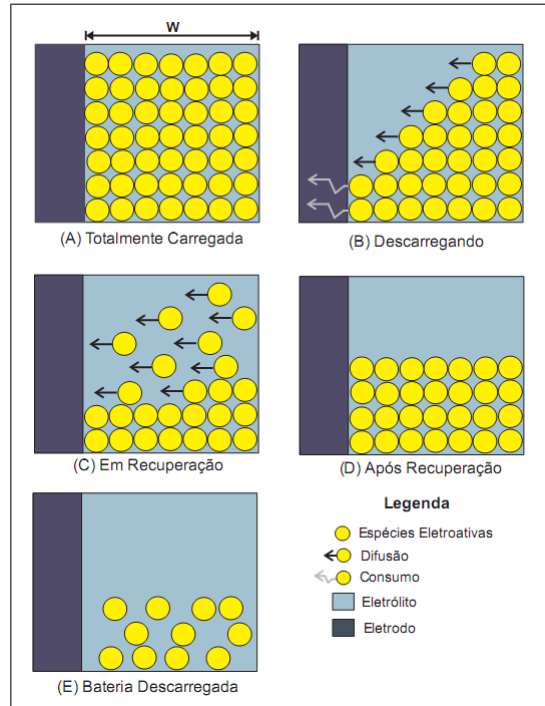 W
(A) Totalmente Carregada
(B) Descarregando
(C) Em Recuperação
(D) Após Recuperação
(E) Bateria Descarregada
Legenda
Espécies Eletroativas
Difusão
Consumo
Eletrólito
Eletrodo